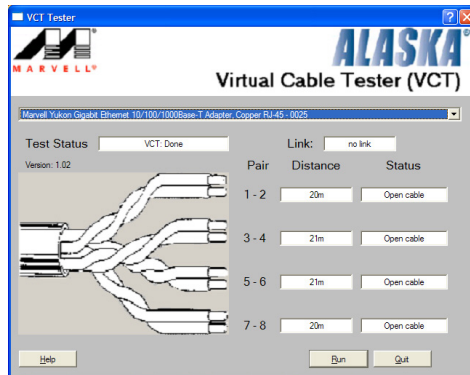 VCT Tester
MARVELL®
ALASKA®
Virtual Cable Tester (VCT)
Marvell Yukon Gigabit Ethernet 10/100/1000Base-T Adapter, Copper RJ-45 - 0025
Test Status VCT: Done Link: no link
Version: 1.02
Pair Distance Status
1 - 2 20m Open cable
3 - 4 21m Open cable
5 - 6 21m Open cable
7 - 8 20m Open cable
Help Run Quit